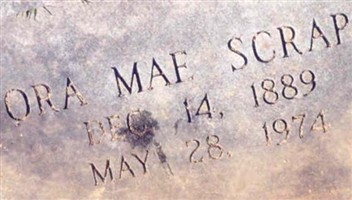 ORA MAE SCRAP
DEC. 14, 1889
MAY 28, 1974